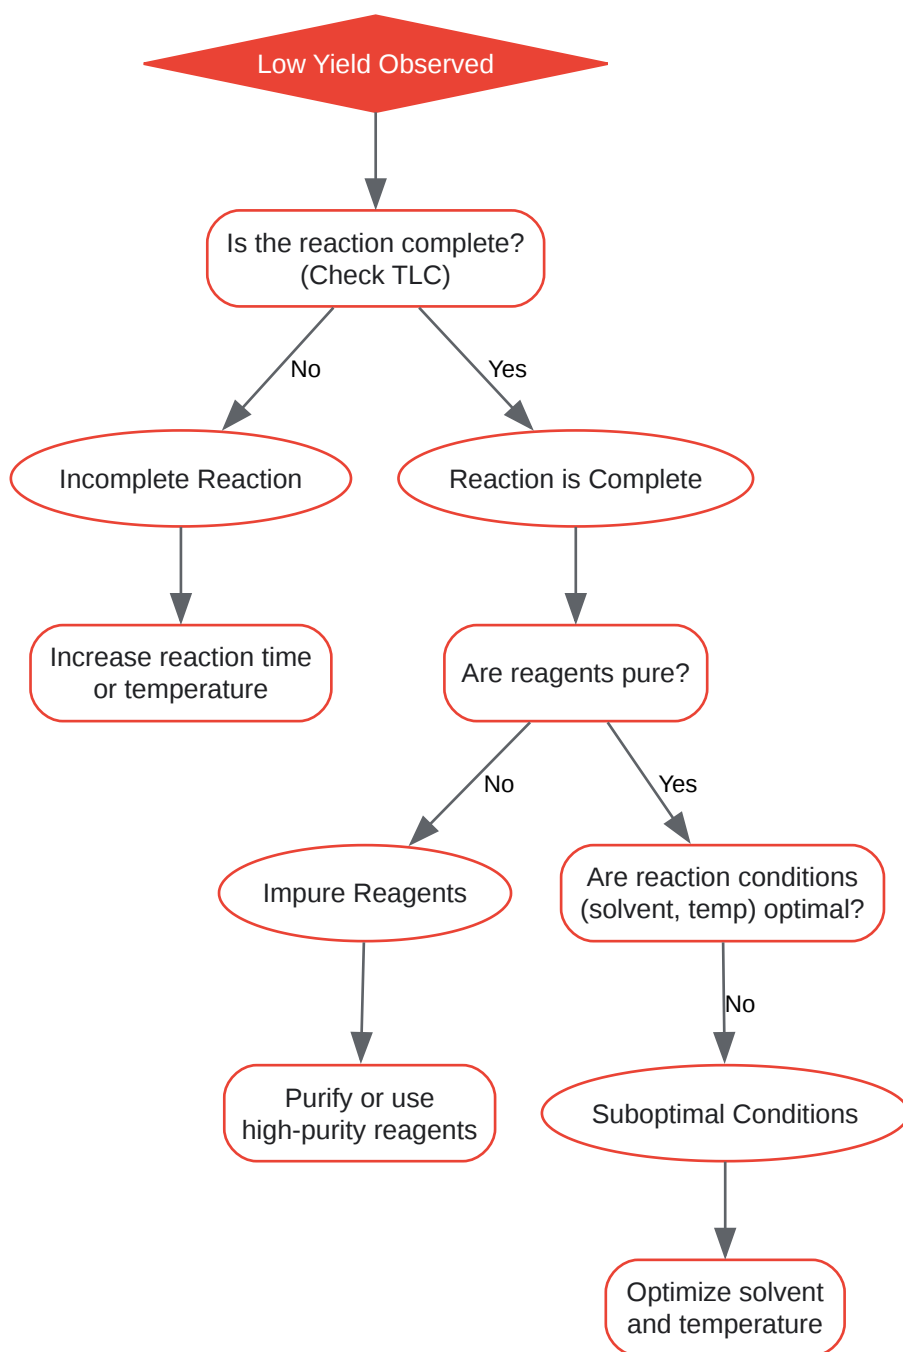 Low Yield Observed
Is the reaction complete?
(Check TLC)
No
Yes
Incomplete Reaction
Reaction is Complete
Increase reaction time
or temperature
Are reagents pure?
No
Yes
Impure Reagents
Are reaction conditions
(solvent, temp) optimal?
No
Purify or use
high-purity reagents
Suboptimal Conditions
Optimize solvent
and temperature